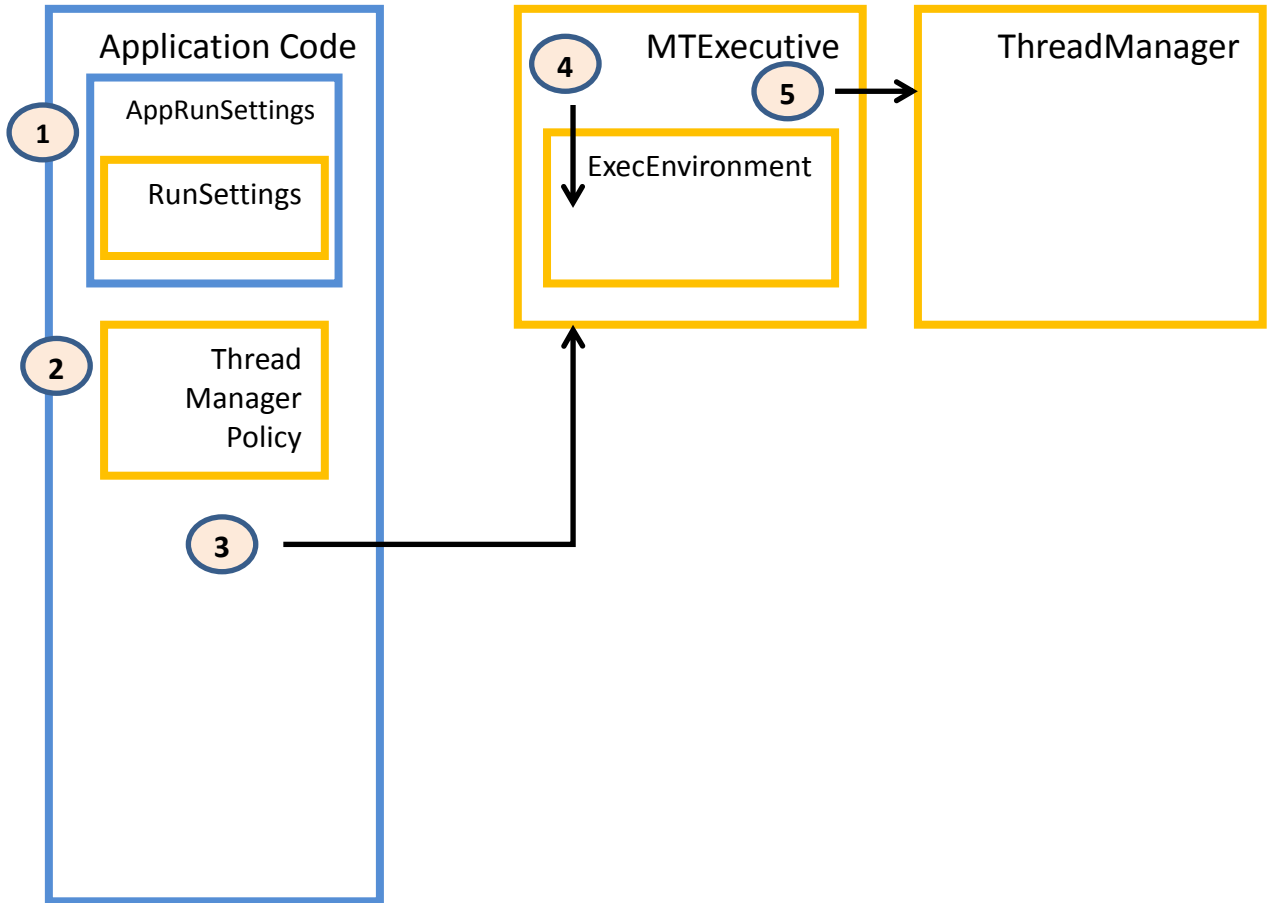 Application Code
1
AppRunSettings
RunSettings
2
Thread
Manager
Policy
3
MTExecutive
4
5
ExecEnvironment
ThreadManager